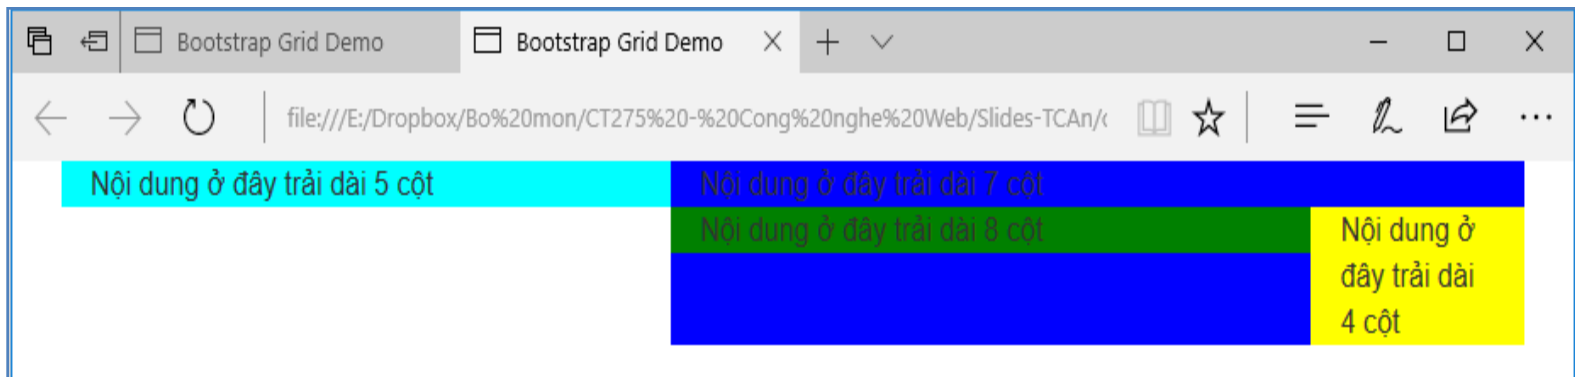 Bootstrap Grid Demo
Bootstrap Grid Demo
file:///E:/Dropbox/Bo%20mon/CT275%20-%20Cong%20nghe%20Web/Slides-TCAn/
Nội dung ở đây trải dài 5 cột
Nội dung ở đây trải dài 7 cột
Nội dung ở đây trải dài 8 cột
Nội dung ở
đây trải dài
4 cột